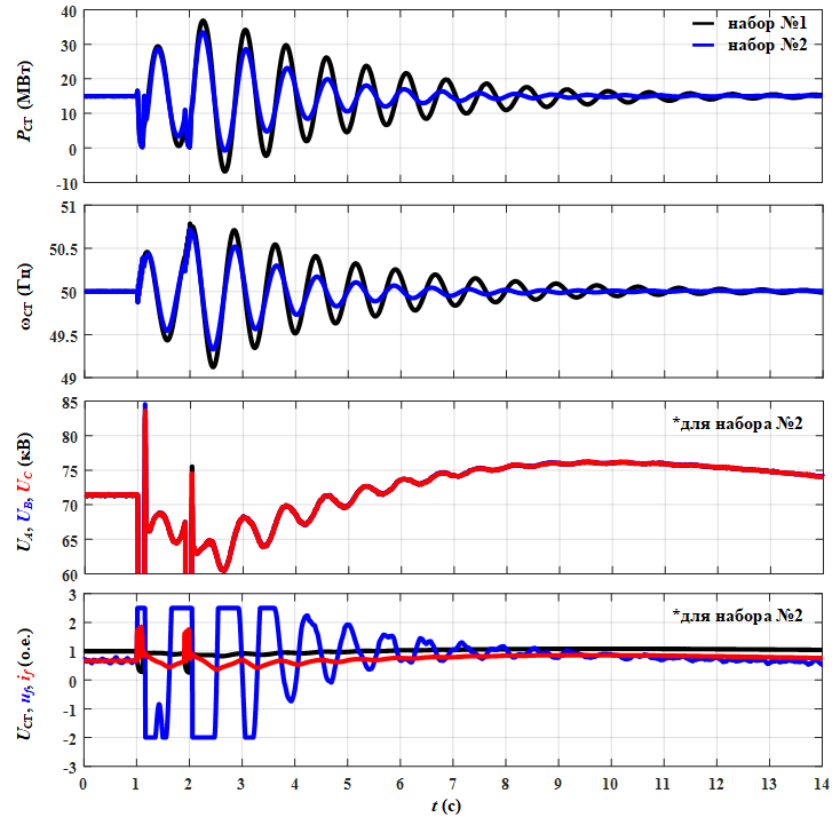 40
30
20
10
0
-10
P_СТ (МВт)
набор №1
набор №2
51
50.5
50
49.5
49
ω_СТ (Гц)
85
80
75
70
65
60
U_A, U_B, U_C (кВ)
*для набора №2
3
2
1
0
-1
-2
-3
U_СТ, u_f, i_f (о.е.)
*для набора №2
0 1 2 3 4 5 6 7 8 9 10 11 12 13 14
t (с)